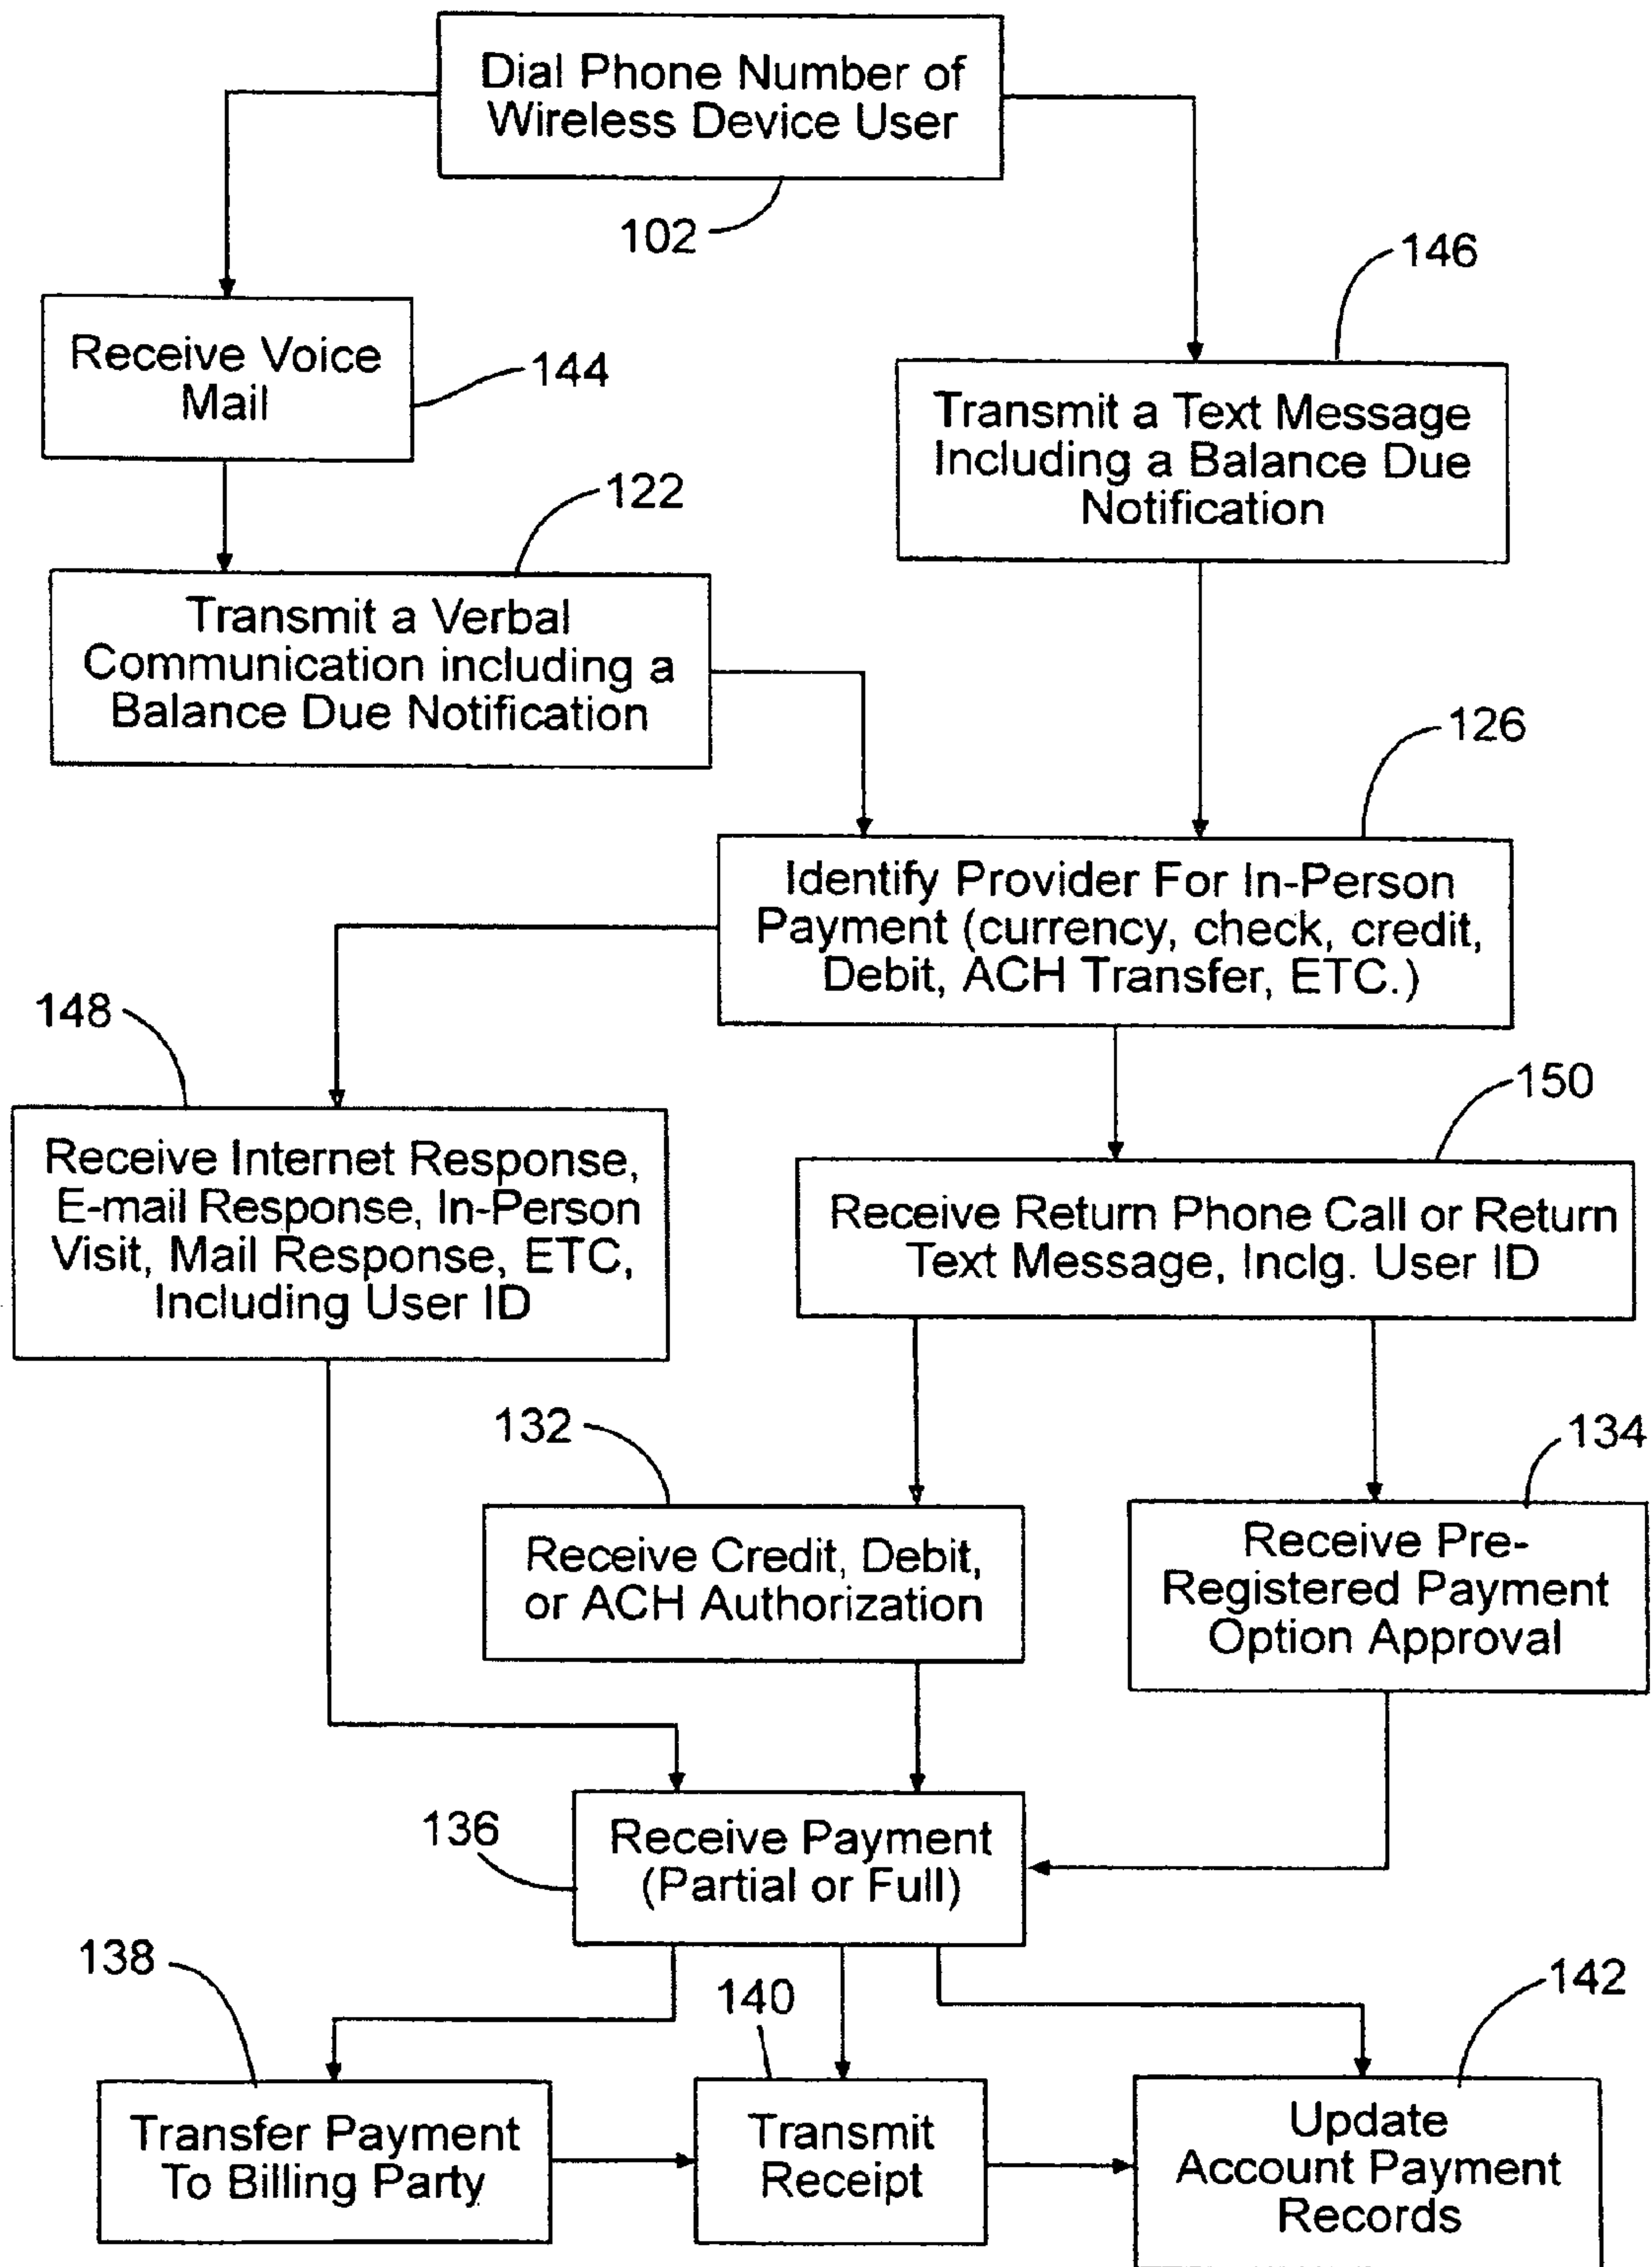 Dial Phone Number of
Wireless Device User
102
146
Receive Voice
Mail
144
Transmit a Text Message
Including a Balance Due
Notification
122
Transmit a Verbal
Communication including a
Balance Due Notification
126
Identify Provider For In-Person
Payment (currency, check, credit,
Debit, ACH Transfer, ETC.)
148
150
Receive Internet Response,
E-mail Response, In-Person
Visit, Mail Response, ETC,
Including User ID
Receive Return Phone Call or Return
Text Message, Inclg. User ID
132
134
Receive Credit, Debit,
or ACH Authorization
Receive Pre-
Registered Payment
Option Approval
136
Receive Payment
(Partial or Full)
138
140
142
Transfer Payment
To Billing Party
Transmit
Receipt
Update
Account Payment
Records